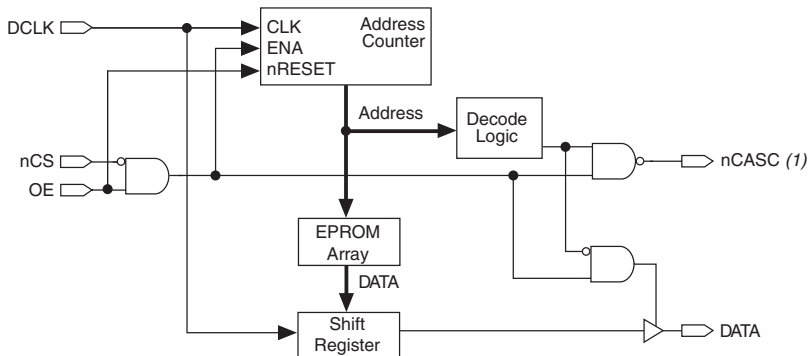 DCLK
CLK
ENA
nRESET
Address
Counter
Address
Decode
Logic
nCS
OE
nCASC (1)
EPROM
Array
DATA
Shift
Register
DATA